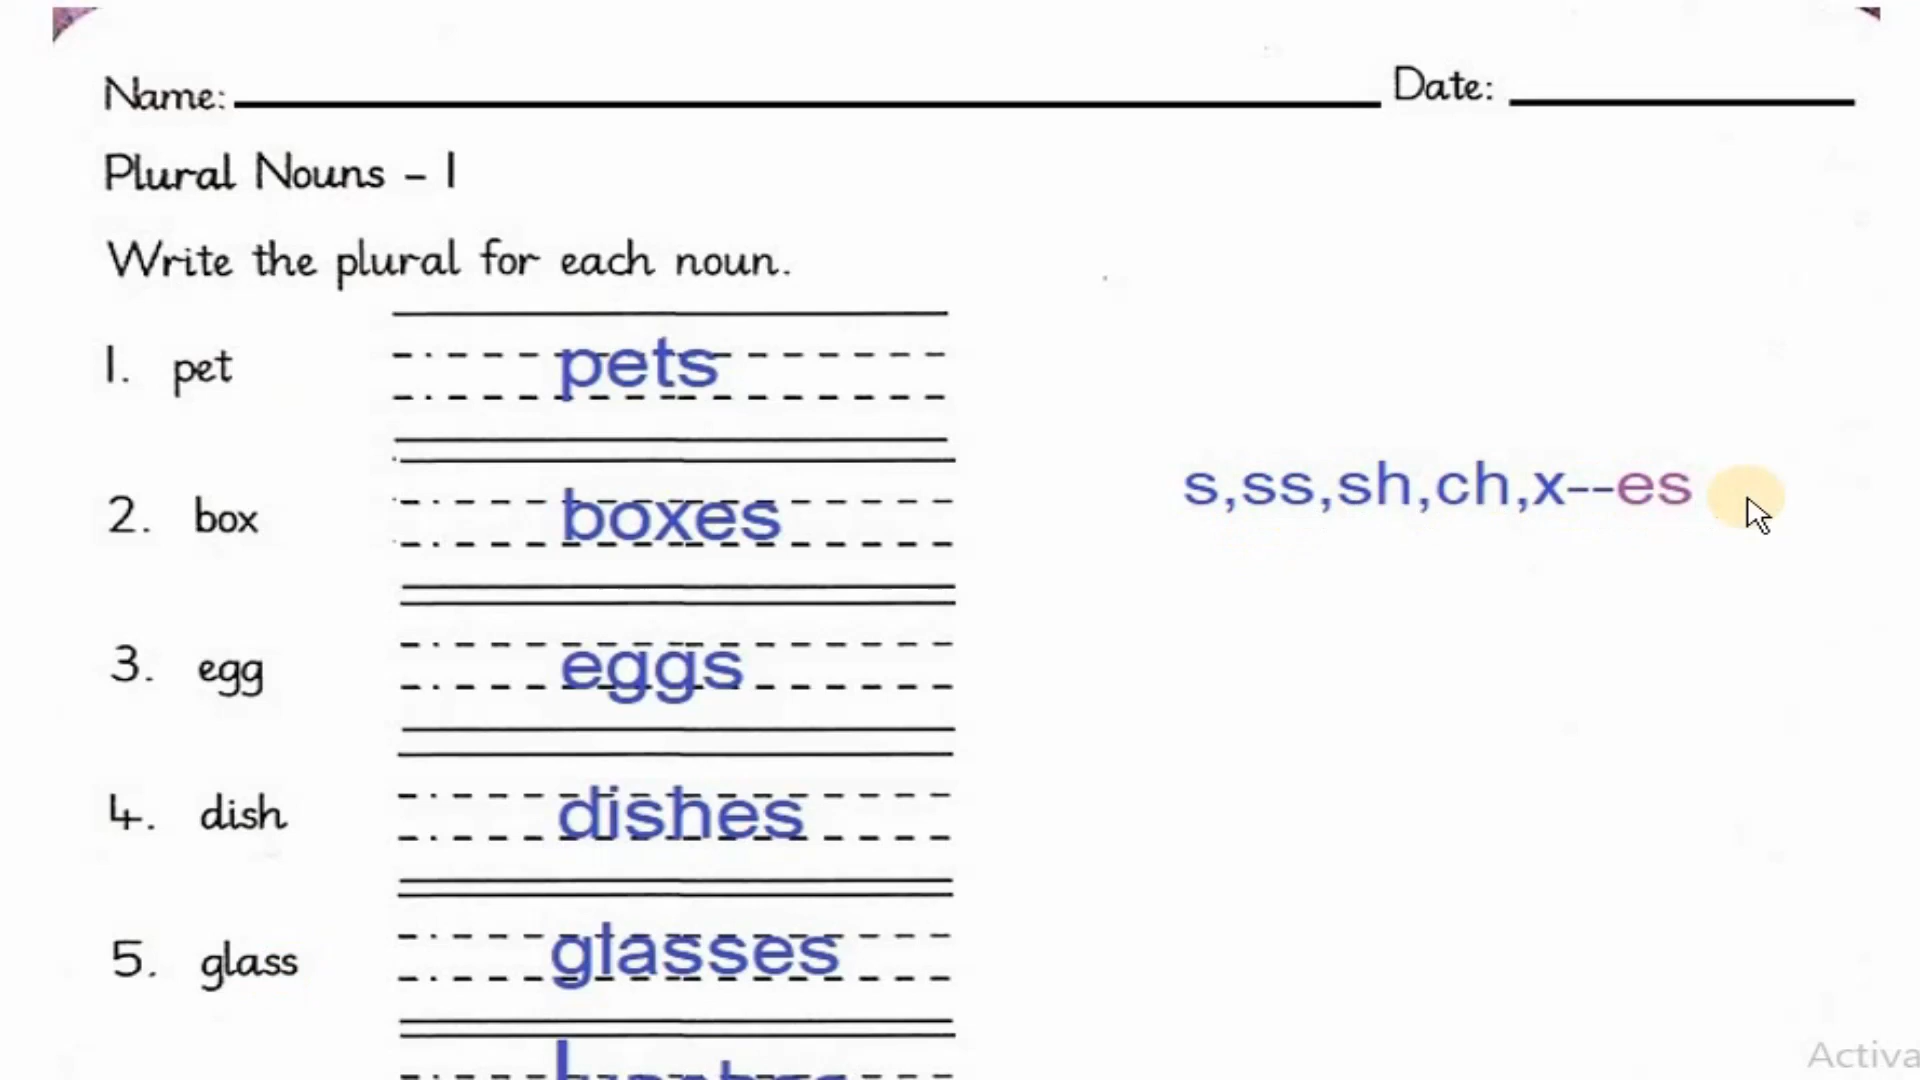 Name: Date:
Plural Nouns - 1
Write the plural for each noun.
1. pet pets
2. box boxes
s,ss,sh,ch,x--es
3. egg eggs
4. dish dishes
5. glass glasses
Activa